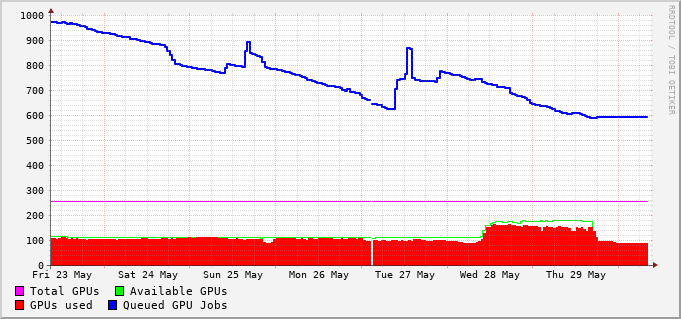 1000
900
800
700
600
500
400
300
200
100
0
Fri 23 May Sat 24 May Sun 25 May Mon 26 May Tue 27 May Wed 28 May Thu 29 May
Total GPUs Available GPUs
GPUs used Queued GPU Jobs
RRDTOOL / TOBI OETIKER